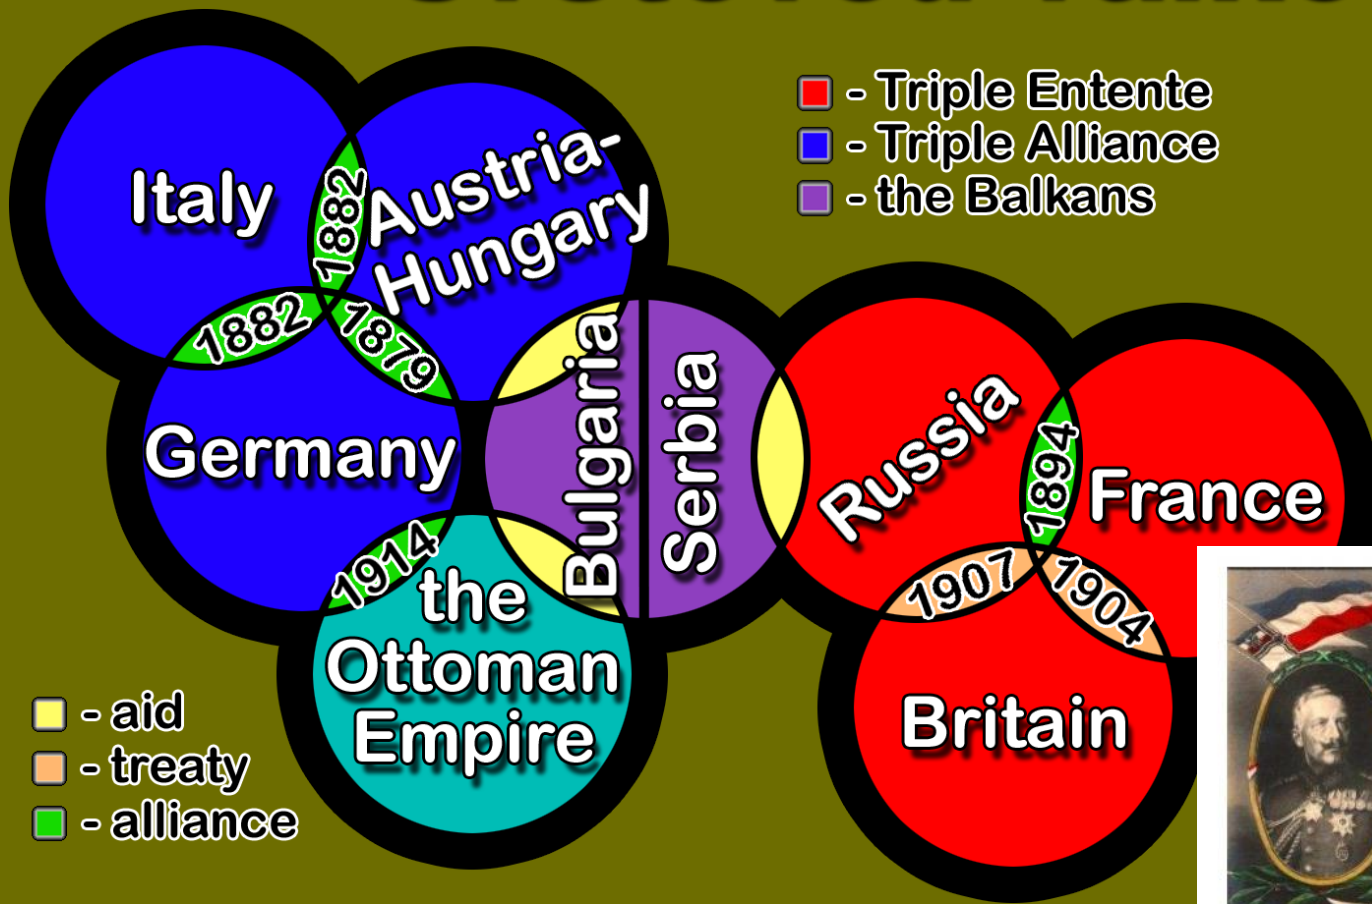 - Triple Entente
- Triple Alliance
- the Balkans
Italy
1882
Austria-
Hungary
1882
1879
Germany
Bulgaria
Serbia
Russia
1894
France
1914
the
Ottoman
Empire
1907
1904
Britain
- aid
- treaty
- alliance